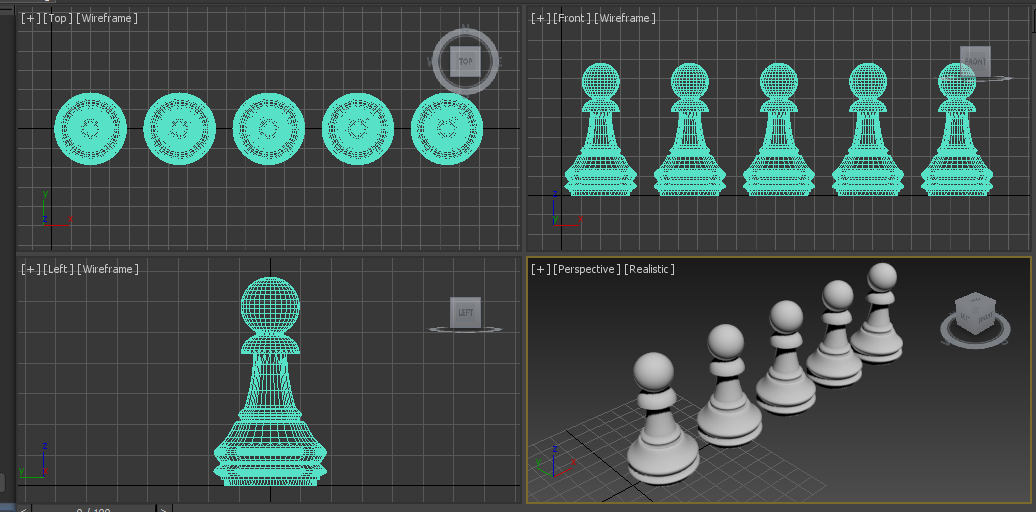 [+] [Top] [Wireframe]
TOP
[+] [Front] [Wireframe]
FRONT
y
z x
z
y x
[+] [Left] [Wireframe]
LEFT
z
y x
[+] [Perspective] [Realistic]
z
y x
0 / 100